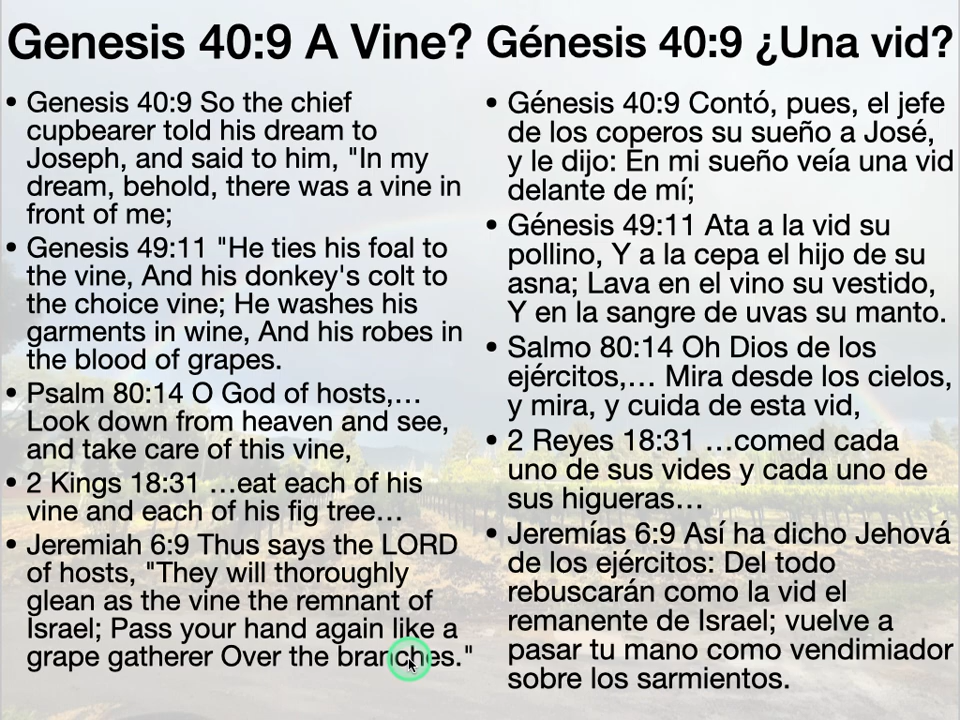 Genesis 40:9 A Vine?
• Genesis 40:9 So the chief
cupbearer told his dream to
Joseph, and said to him, "In my
dream, behold, there was a vine in
front of me;
• Genesis 49:11 "He ties his foal to
the vine, And his donkey's colt to
the choice vine; He washes his
garments in wine, And his robes in
the blood of grapes.
• Psalm 80:14 O God of hosts,…
Look down from heaven and see,
and take care of this vine,
• 2 Kings 18:31 …eat each of his
vine and each of his fig tree…
• Jeremiah 6:9 Thus says the LORD
of hosts, "They will thoroughly
glean as the vine the remnant of
Israel; Pass your hand again like a
grape gatherer Over the branches."
Génesis 40:9 ¿Una vid?
• Génesis 40:9 Contó, pues, el jefe
de los coperos su sueño a José,
y le dijo: En mi sueño veía una vid
delante de mí;
• Génesis 49:11 Ata a la vid su
pollino, Y a la cepa el hijo de su
asna; Lava en el vino su vestido,
Y en la sangre de uvas su manto.
• Salmo 80:14 Oh Dios de los
ejércitos,… Mira desde los cielos,
y mira, y cuida de esta vid,
• 2 Reyes 18:31 …comed cada
uno de sus vides y cada uno de
sus higueras…
• Jeremías 6:9 Así ha dicho Jehová
de los ejércitos: Del todo
rebuscarán como la vid el
remanente de Israel; vuelve a
pasar tu mano como vendimiador
sobre los sarmientos.